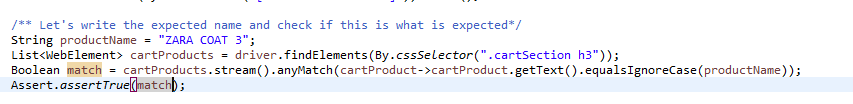 /** Let's write the expected name and check if this is what is expected*/
String productName = "ZARA COAT 3";
List<WebElement> cartProducts = driver.findElements(By.cssSelector(".cartSection h3"));
Boolean match = cartProducts.stream().anyMatch(cartProduct->cartProduct.getText().equalsIgnoreCase(productName));
Assert.assertTrue(match);